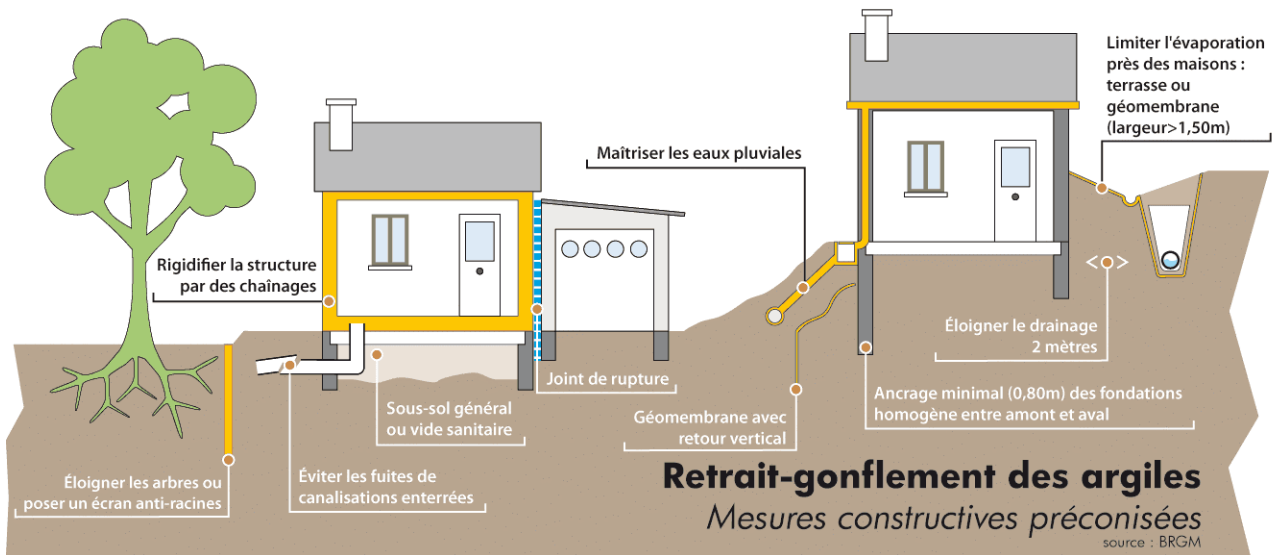 Limiter l'évaporation
près des maisons :
terrasse ou
géomembrane
(largeur>1,50m)
Maîtriser les eaux pluviales
Rigidifier la structure
par des chaînages
Éloigner le drainage
2 mètres
Joint de rupture
Ancrage minimal (0,80m) des fondations
homogène entre amont et aval
Sous-sol général
ou vide sanitaire
Géomembrane avec
retour vertical
Éviter les fuites de
canalisations enterrées
Éloigner les arbres ou
poser un écran anti-racines
Retrait-gonflement des argiles
Mesures constructives préconisées
source : BRGM